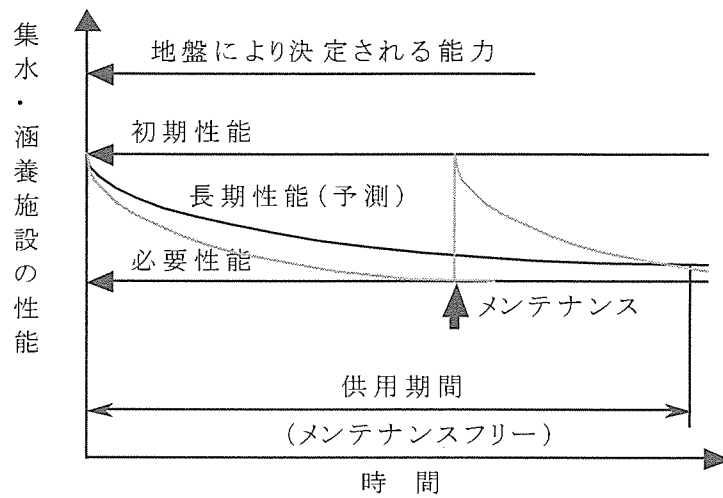 集水・涵養施設の性能
地盤により決定される能力
初期性能
長期性能(予測)
必要性能
メンテナンス
供用期間
(メンテナンスフリー)
時　間